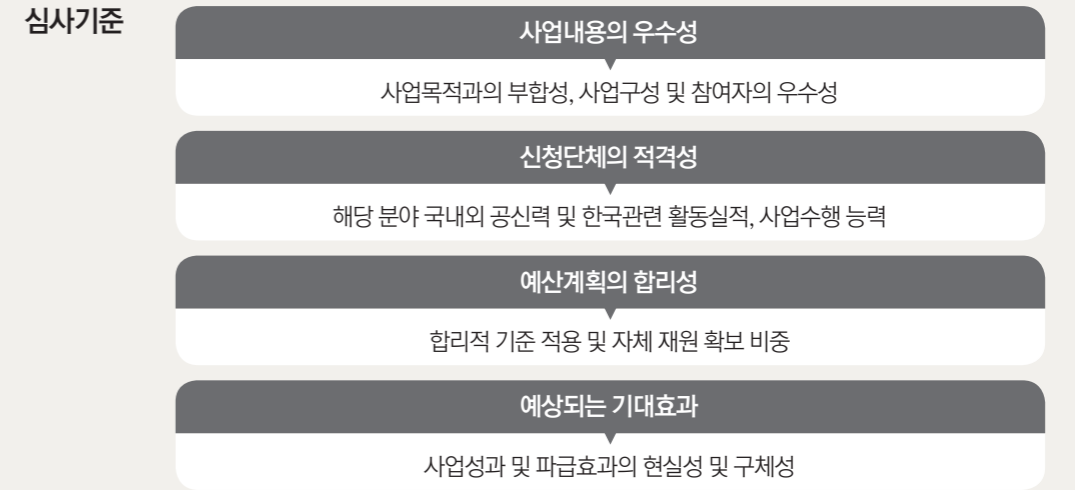 심사기준
사업내용의 우수성
사업목적과의 부합성, 사업구성 및 참여자의 우수성
신청단체의 적격성
해당 분야 국내외 공신력 및 한국관련 활동실적, 사업수행 능력
예산계획의 합리성
합리적 기준 적용 및 자체 재원 확보 비중
예상되는 기대효과
사업성과 및 파급효과의 현실성 및 구체성